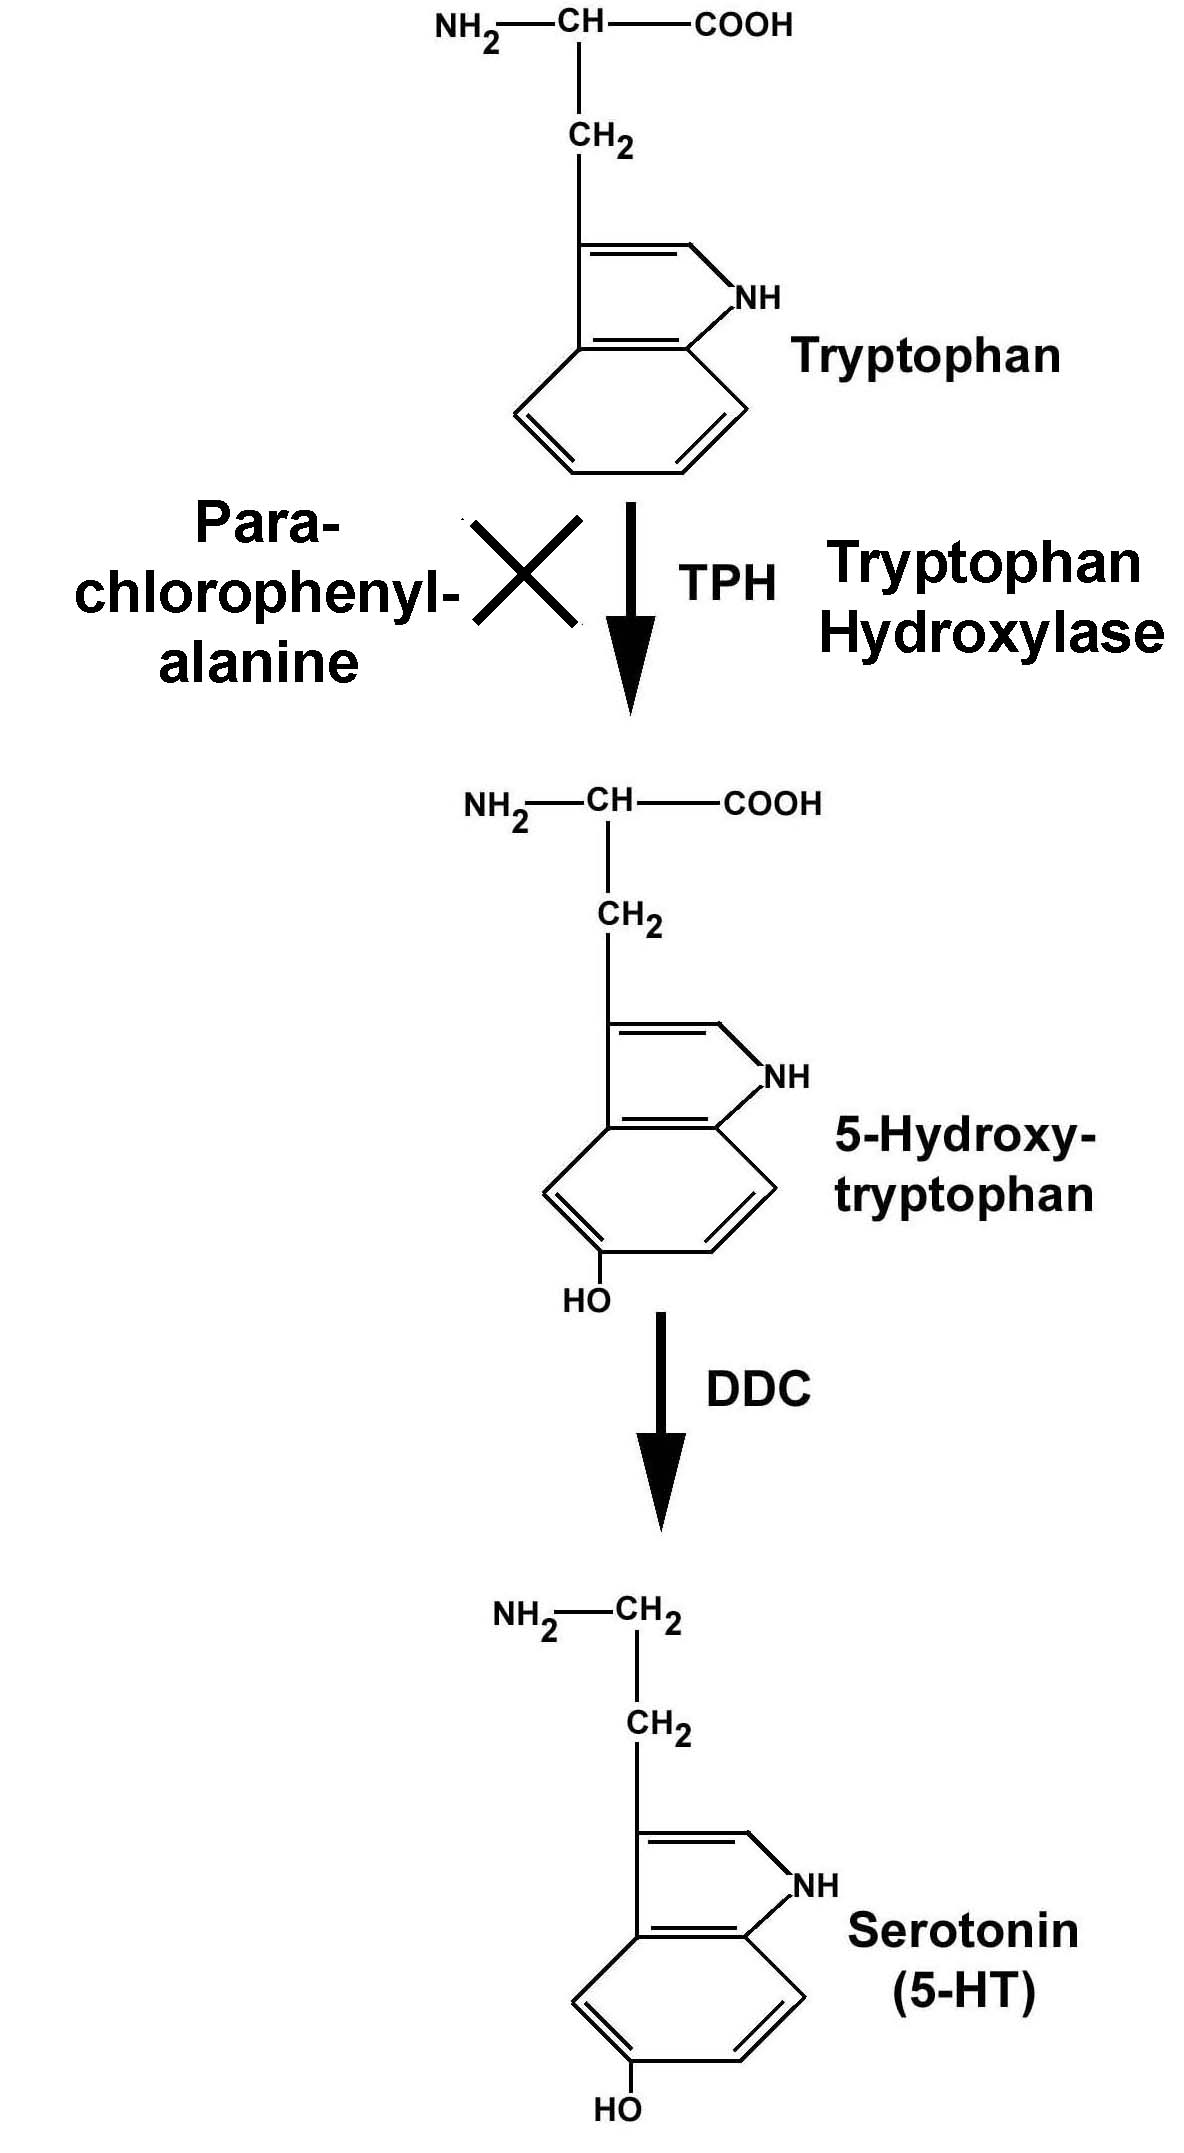 NH2 CH COOH
CH2
NH
Tryptophan
Para-
chlorophenyl-
alanine
TPH
Tryptophan
Hydroxylase
NH2 CH COOH
CH2
NH
5-Hydroxy-
tryptophan
HO
DDC
NH2 CH2
CH2
NH
Serotonin
(5-HT)
HO